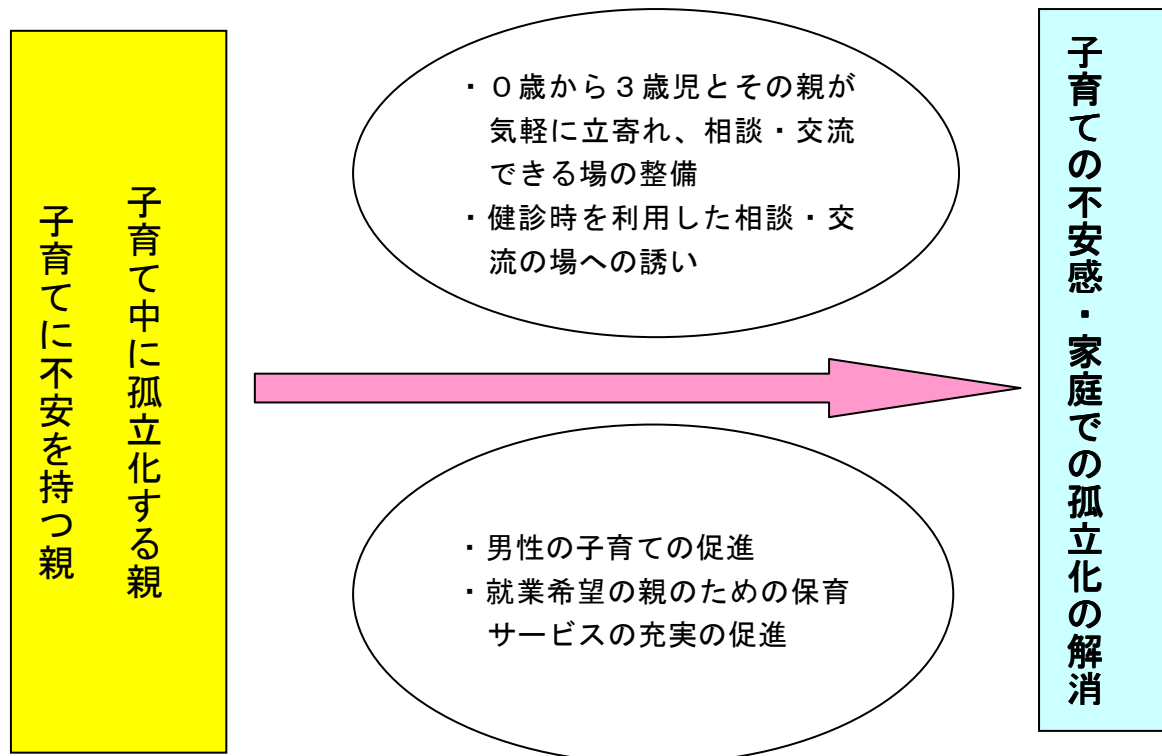 子育て中に孤立化する親
子育てに不安を持つ親
・０歳から３歳児とその親が
気軽に立寄れ、相談・交流
できる場の整備
・健診時を利用した相談・交
流の場への誘い
・男性の子育ての促進
・就業希望の親のための保育
サービスの充実の促進
子育ての不安感・家庭での孤立化の解消